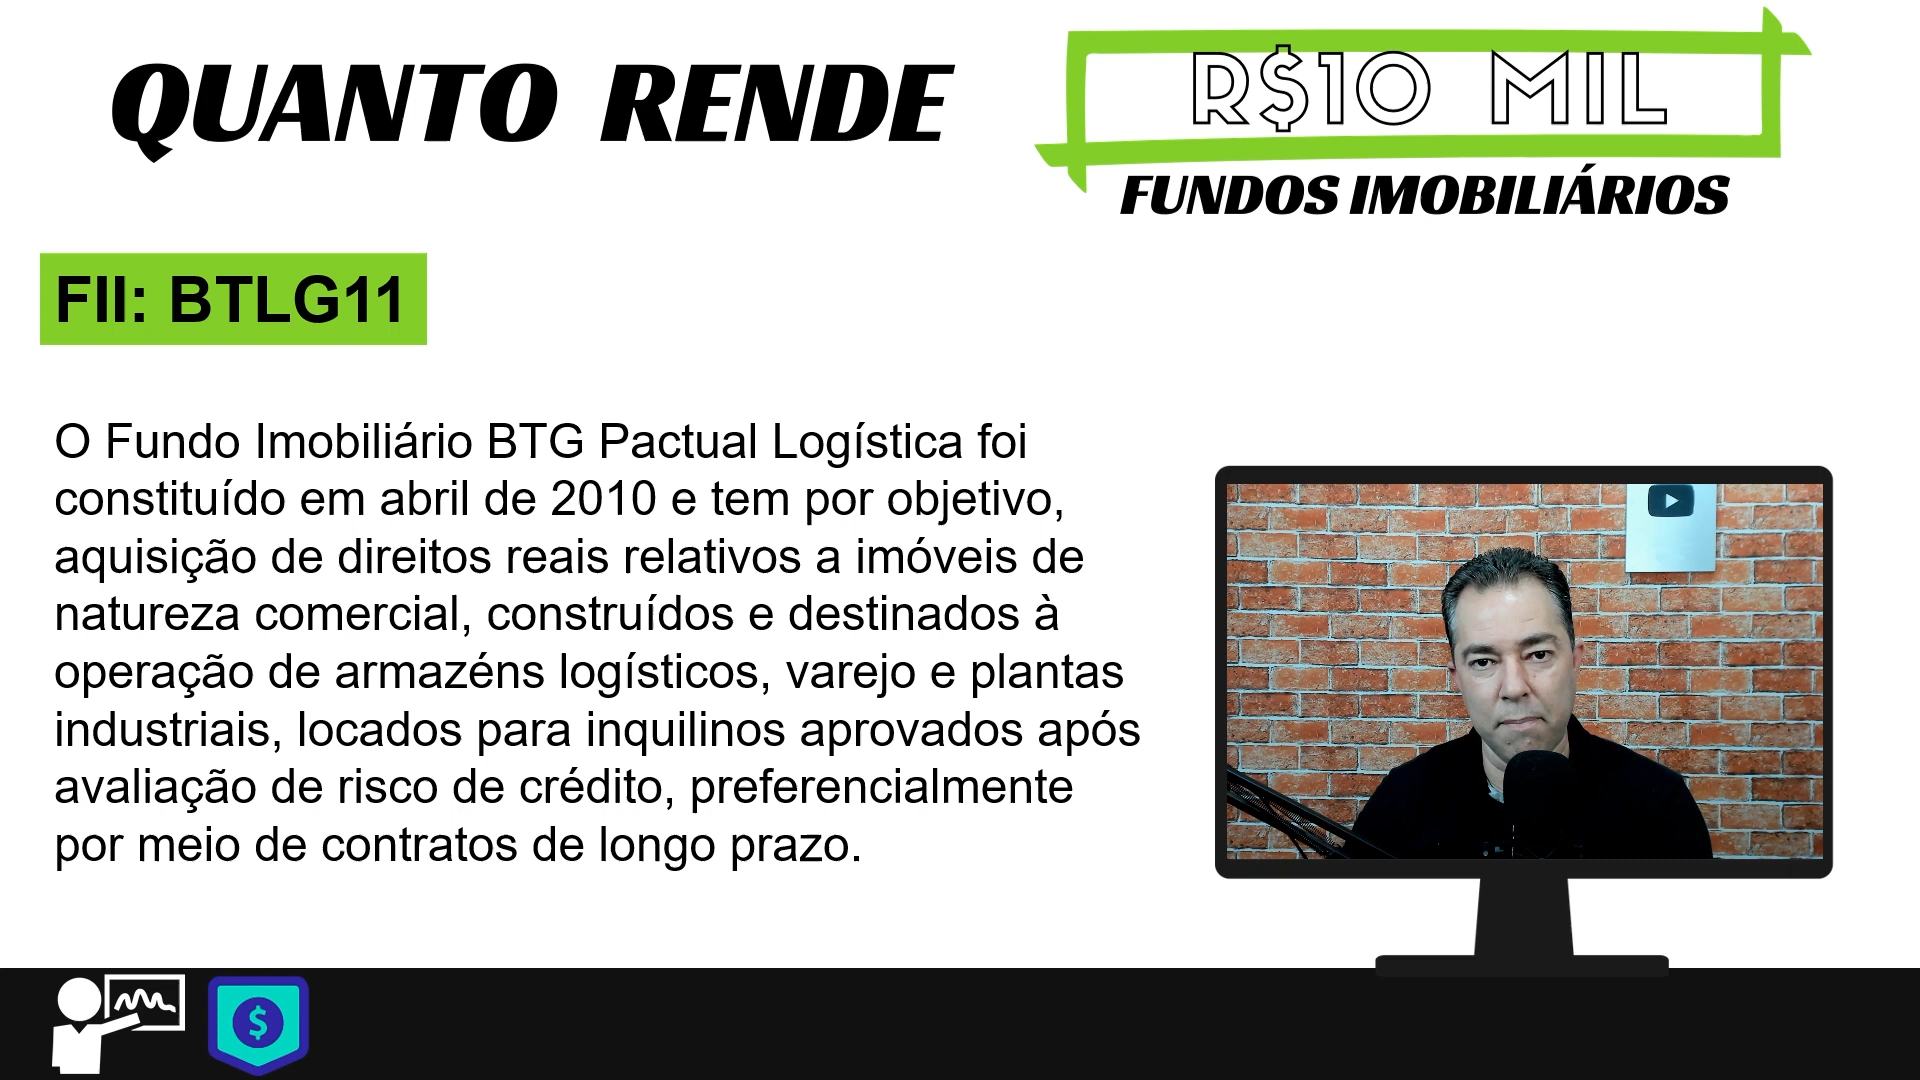 QUANTO RENDE
R$10 MIL
FUNDOS IMOBILIÁRIOS
FII: BTLG11
O Fundo Imobiliário BTG Pactual Logística foi
constituído em abril de 2010 e tem por objetivo,
aquisição de direitos reais relativos a imóveis de
natureza comercial, construídos e destinados à
operação de armazéns logísticos, varejo e plantas
industriais, locados para inquilinos aprovados após
avaliação de risco de crédito, preferencialmente
por meio de contratos de longo prazo.
$